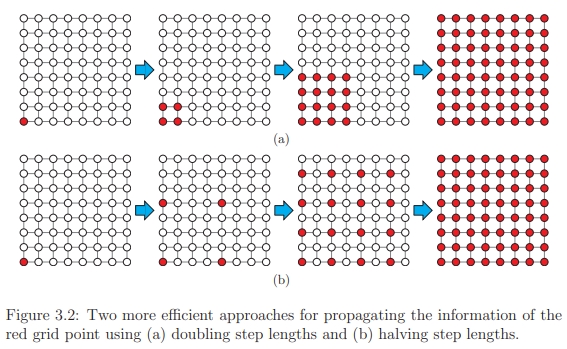 (a)
(b)
Figure 3.2: Two more efficient approaches for propagating the information of the
red grid point using (a) doubling step lengths and (b) halving step lengths.